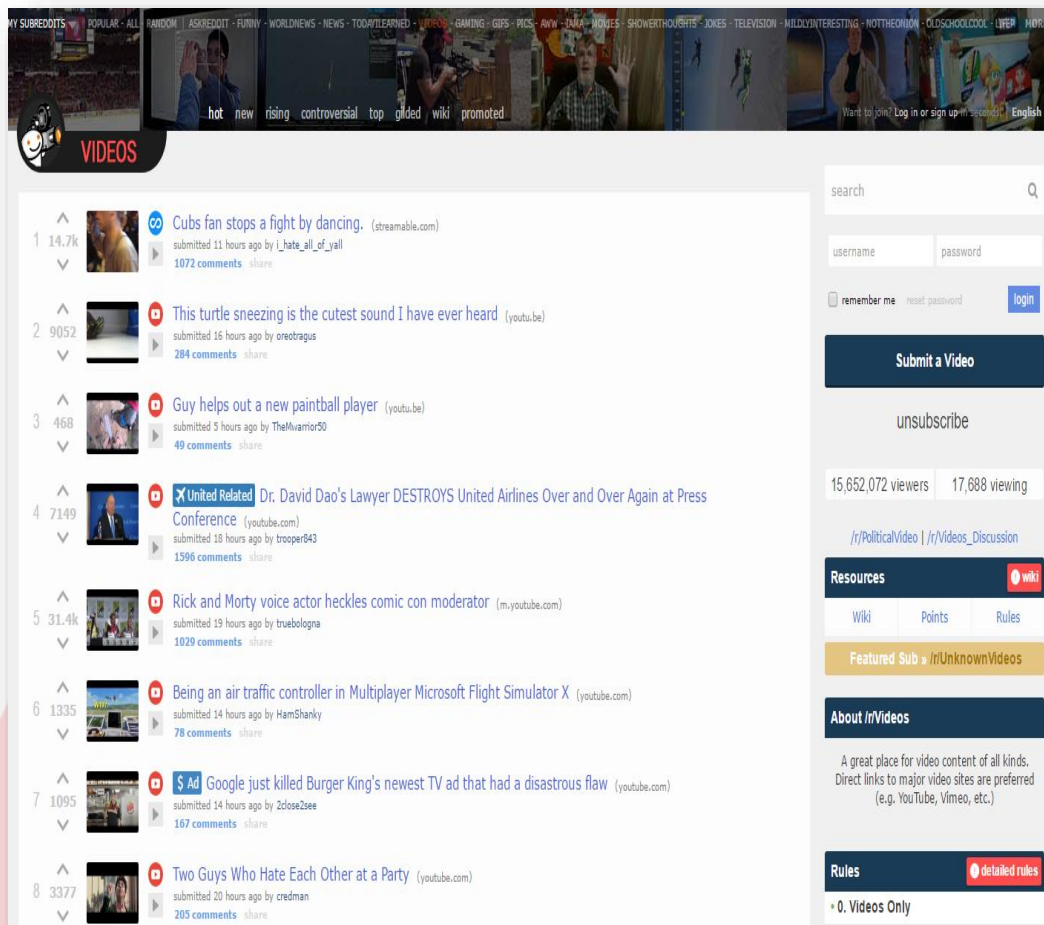 MY SUBREDDITS POPULAR - ALL - RANDOM | ASKREDDIT - FUNNY - WORLDNEWS - NEWS - TODAYILEARNED - VIDEOS - GAMING - GIFS - PICS - AWW - IAMA - MOVIES - SHOWERTHOUGHTS - JOKES - TELEVISION - MILDLYINTERESTING - NOTTHEONION - OLDSCHOOLCOOL -
hot new rising controversial top gilded wiki promoted
Want to join? Log in or sign up in seconds. | English
VIDEOS
1 14.7k
Cubs fan stops a fight by dancing. (streamable.com)
submitted 11 hours ago by i_hate_all_of_yall
1072 comments share
2 9052
This turtle sneezing is the cutest sound I have ever heard (youtu.be)
submitted 16 hours ago by oreotragus
284 comments share
3 468
Guy helps out a new paintball player (youtu.be)
submitted 5 hours ago by TheMwarrior50
49 comments share
4 7149
United Related Dr. David Dao's Lawyer DESTROYS United Airlines Over and Over Again at Press
Conference (youtube.com)
submitted 18 hours ago by trooper843
1596 comments share
5 31.4k
Rick and Morty voice actor heckles comic con moderator (m.youtube.com)
submitted 19 hours ago by truebologna
1029 comments share
6 1335
Being an air traffic controller in Multiplayer Microsoft Flight Simulator X (youtube.com)
submitted 14 hours ago by HamShanky
78 comments share
7 1095
$ Ad Google just killed Burger King's newest TV ad that had a disastrous flaw (youtube.com)
submitted 14 hours ago by 2close2see
167 comments share
8 3377
Two Guys Who Hate Each Other at a Party (youtube.com)
submitted 20 hours ago by credman
205 comments share
search
username password
remember me reset password login
Submit a Video
unsubscribe
15,652,072 viewers 17,688 viewing
/r/PoliticalVideo | /r/Videos_Discussion
Resources wiki
Wiki Points Rules
Featured Sub » /r/UnknownVideos
About /r/Videos
A great place for video content of all kinds.
Direct links to major video sites are preferred
(e.g. YouTube, Vimeo, etc.)
Rules detailed rules
• 0. Videos Only